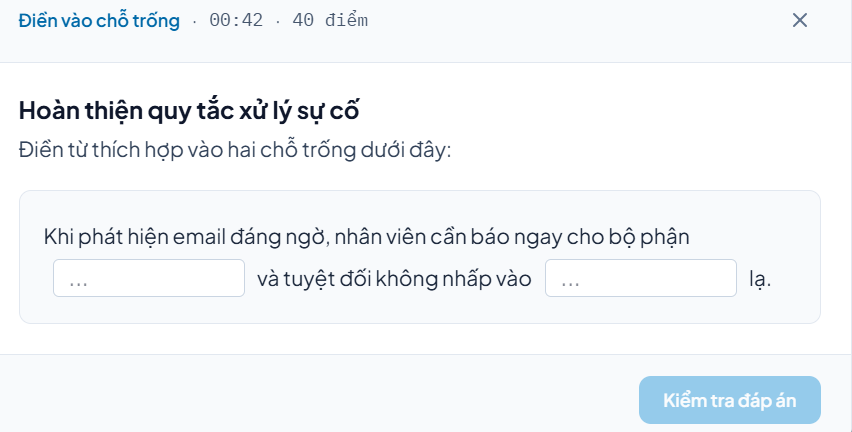 Điền vào chỗ trống · 00:42 · 40 điểm
Hoàn thiện quy tắc xử lý sự cố
Điền từ thích hợp vào hai chỗ trống dưới đây:
Khi phát hiện email đáng ngờ, nhân viên cần báo ngay cho bộ phận
... và tuyệt đối không nhấp vào ... lạ.
Kiểm tra đáp án